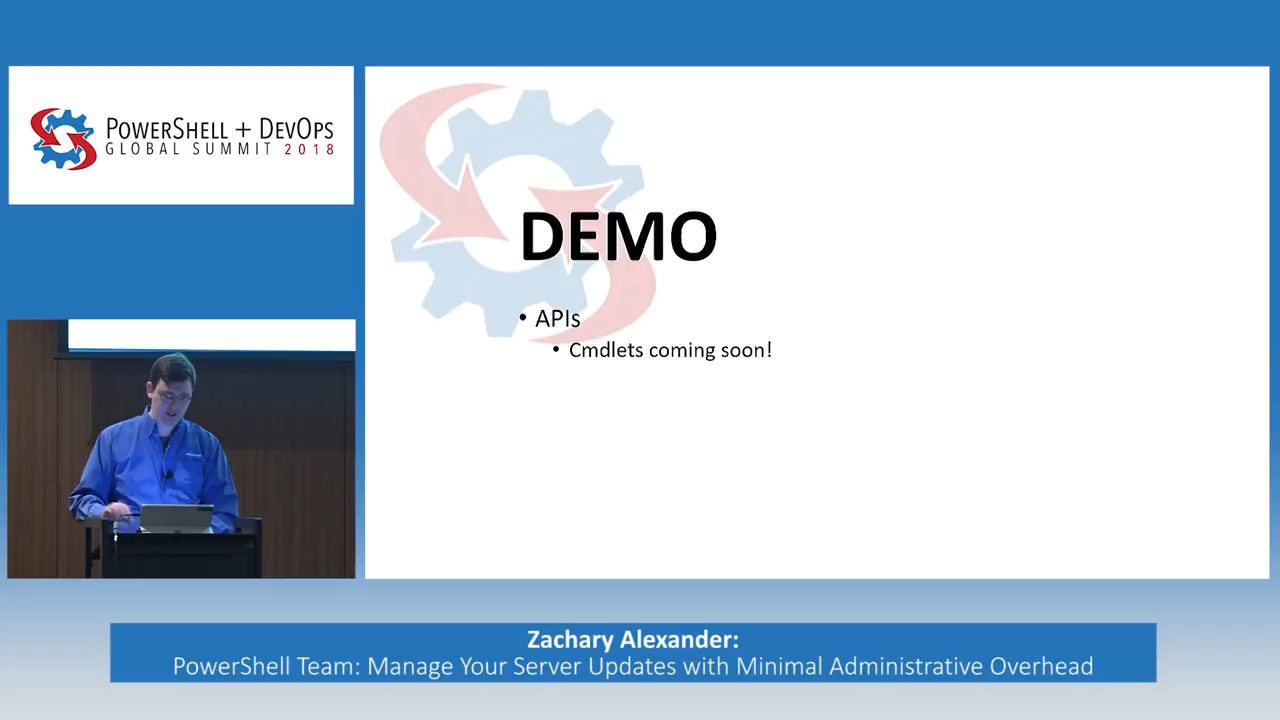 POWERSHELL + DEVOPS
GLOBAL SUMMIT 2018
DEMO
• APIs
• Cmdlets coming soon!
Zachary Alexander:
PowerShell Team: Manage Your Server Updates with Minimal Administrative Overhead